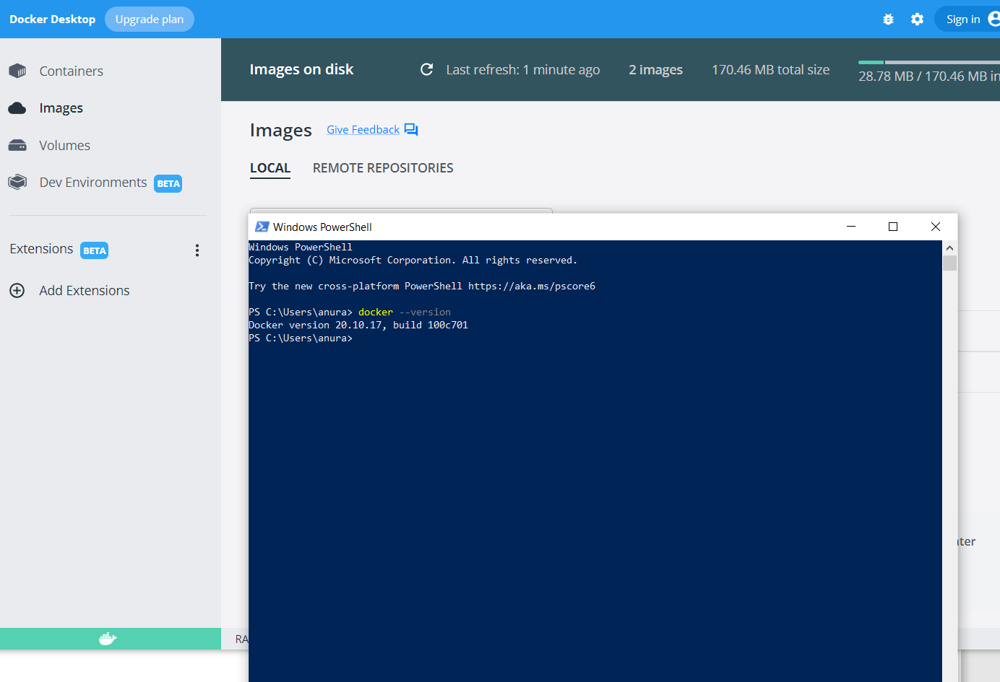 Docker Desktop Upgrade plan Sign in
Containers
Images
Volumes
Dev Environments BETA
Extensions BETA
Add Extensions
Images on disk Last refresh: 1 minute ago 2 images 170.46 MB total size
28.78 MB / 170.46 MB in
Images Give Feedback
LOCAL REMOTE REPOSITORIES
Windows PowerShell
Windows PowerShell
Copyright (C) Microsoft Corporation. All rights reserved.
Try the new cross-platform PowerShell https://aka.ms/pscore6
PS C:\Users\anura> docker --version
Docker version 20.10.17, build 100c701
PS C:\Users\anura>
RA